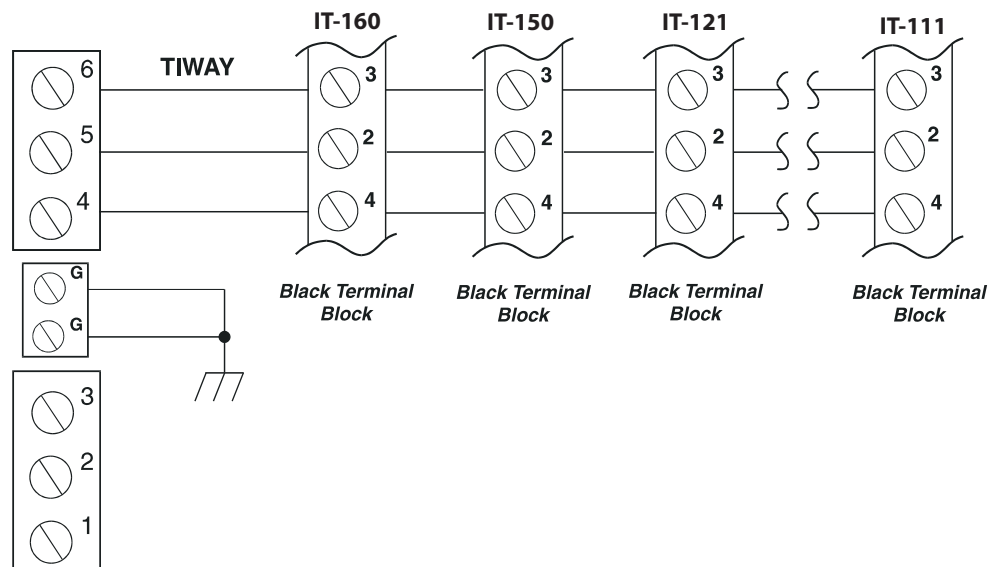 IT-160 IT-150 IT-121 IT-111
6 TIWAY 3 3 3 3
5 2 2 2 2
4 4 4 4 4
G
G
Black Terminal Block
Black Terminal Block
Black Terminal Block
Black Terminal Block
3
2
1